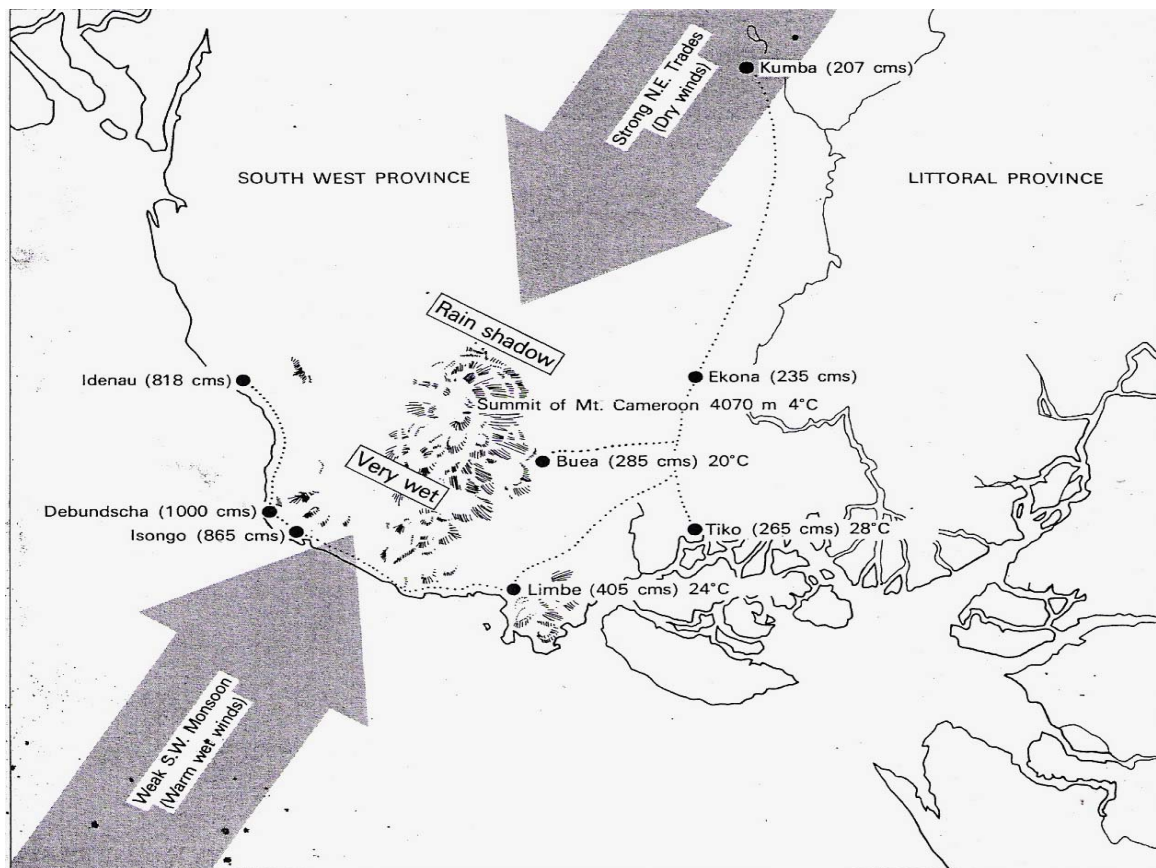 Strong N.E. Trades
(Dry winds)
Kumba (207 cms)
SOUTH WEST PROVINCE
LITTORAL PROVINCE
Rain shadow
Idenau (818 cms)
Ekona (235 cms)
Summit of Mt. Cameroon 4070 m 4°C
Buea (285 cms) 20°C
Very wet
Debundscha (1000 cms)
Isongo (865 cms)
Tiko (265 cms) 28°C
Limbe (405 cms) 24°C
Weak S.W. Monsoon
(Warm wet winds)